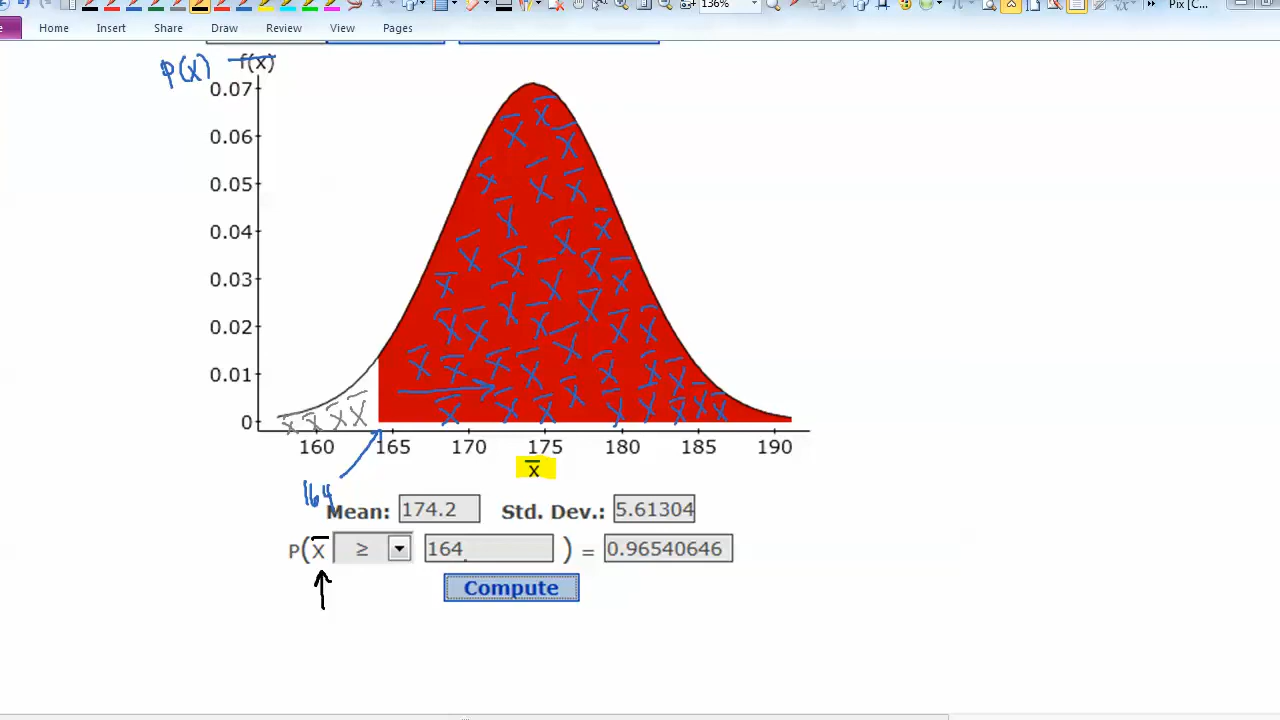 136%
Pix [C...
Home Insert Share Draw Review View Pages
P(x) f(x)
0.07
x̄ x̄
x̄
0.06
x̄ x̄ x̄ x̄
0.05
x̄ x̄
0.04
x̄ x̄ x̄ x̄
0.03
x̄ x̄ x̄ x̄ x̄
0.02
x̄ x̄ x̄ x̄ x̄ x̄
0.01
x̄ x̄ x̄ x̄ x̄ x̄ x̄
x̄ x̄ x̄ x̄ x̄ x̄ x̄ x̄ x̄ x̄ x̄ x̄ x̄
0
160 165 170 175 180 185 190
x̄
164
Mean: 174.2 Std. Dev.: 5.61304
P(x̄ ≥ 164 ) = 0.96540646
Compute